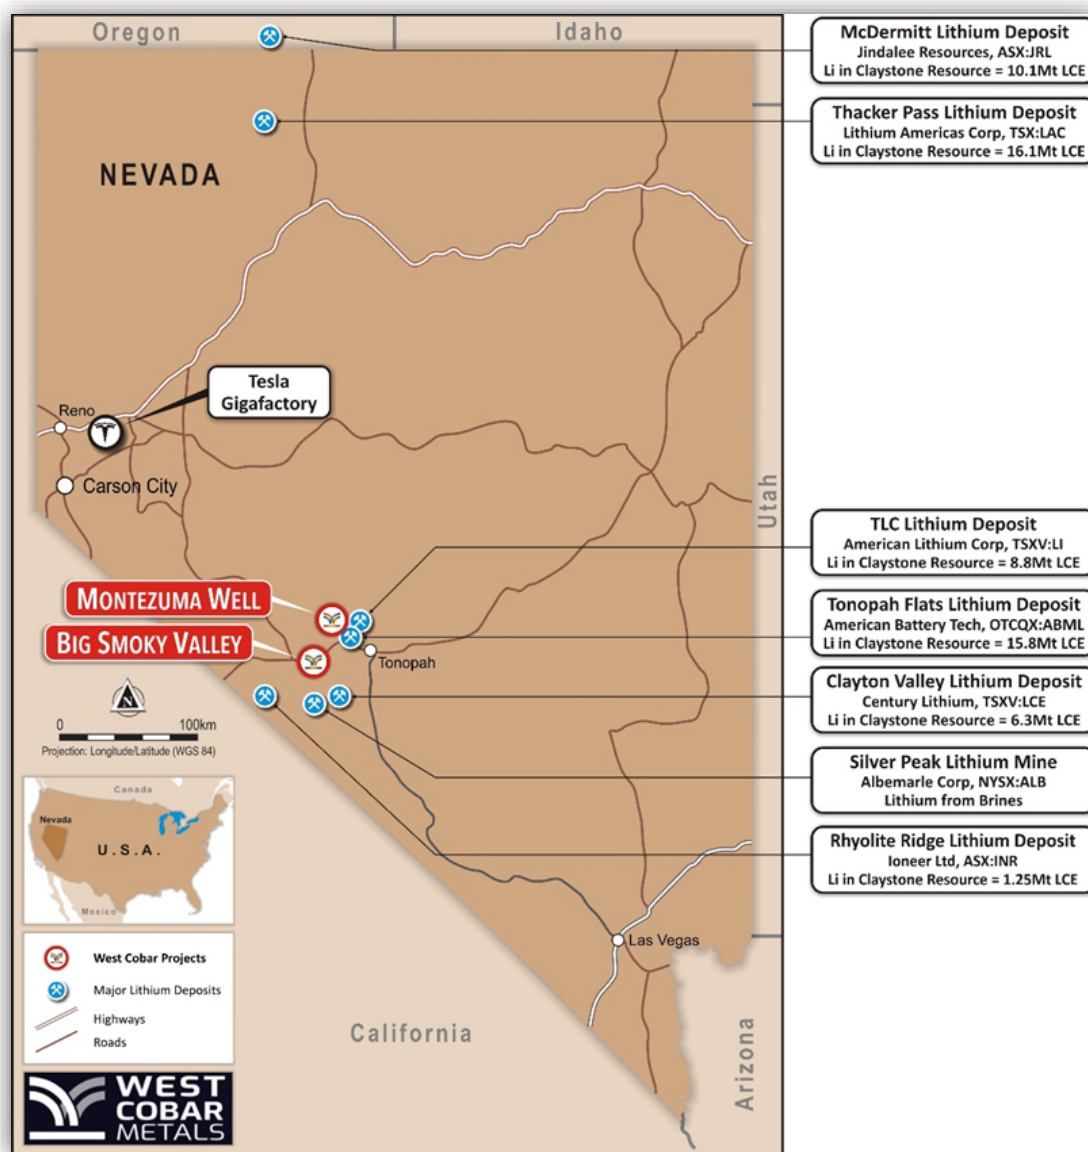 Oregon
Idaho
McDermitt Lithium Deposit
Jindalee Resources, ASX:JRL
Li in Claystone Resource = 10.1Mt LCE
Thacker Pass Lithium Deposit
Lithium Americas Corp, TSX:LAC
Li in Claystone Resource = 16.1Mt LCE
NEVADA
Tesla
Gigafactory
Reno
Carson City
Utah
TLC Lithium Deposit
American Lithium Corp, TSXV:LI
Li in Claystone Resource = 8.8Mt LCE
MONTEZUMA WELL
BIG SMOKY VALLEY
Tonopah
Tonopah Flats Lithium Deposit
American Battery Tech, OTCQX:ABML
Li in Claystone Resource = 15.8Mt LCE
Clayton Valley Lithium Deposit
Century Lithium, TSXV:LCE
Li in Claystone Resource = 6.3Mt LCE
N
0 100km
Projection: Longitude/Latitude (WGS 84)
Silver Peak Lithium Mine
Albemarle Corp, NYSX:ALB
Lithium from Brines
Rhyolite Ridge Lithium Deposit
Ioneer Ltd, ASX:INR
Li in Claystone Resource = 1.25Mt LCE
Canada
Nevada
U.S.A.
Mexico
Las Vegas
West Cobar Projects
Major Lithium Deposits
Highways
Roads
California
Arizona
WEST
COBAR
METALS